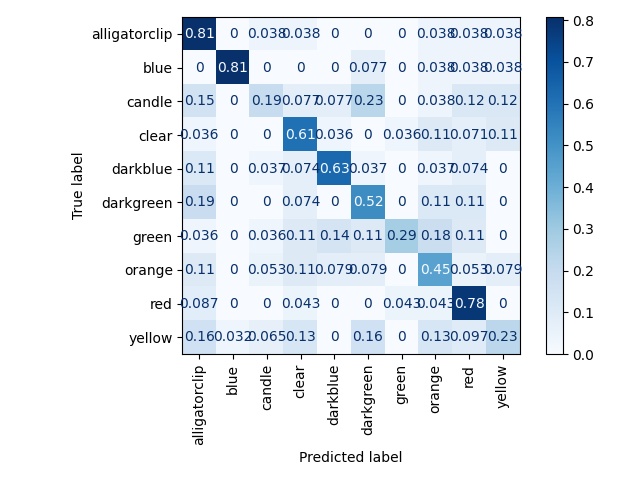 alligatorclip 0.81 0 0.038 0.038 0 0 0 0.038 0.038 0.038
blue 0 0.81 0 0 0 0.077 0 0.038 0.038 0.038
candle 0.15 0 0.19 0.077 0.077 0.23 0 0.038 0.12 0.12
clear 0.036 0 0 0.61 0.036 0 0.036 0.11 0.071 0.11
darkblue 0.11 0 0.037 0.074 0.63 0.037 0 0.037 0.074 0
darkgreen 0.19 0 0 0.074 0 0.52 0 0.11 0.11 0
green 0.036 0 0.036 0.11 0.14 0.11 0.29 0.18 0.11 0
orange 0.11 0 0.053 0.11 0.079 0.079 0 0.45 0.053 0.079
red 0.087 0 0 0.043 0 0 0.043 0.043 0.78 0
yellow 0.16 0.032 0.065 0.13 0 0.16 0 0.13 0.097 0.23
True label
alligatorclip blue candle clear darkblue darkgreen green orange red yellow
Predicted label
0.8
0.7
0.6
0.5
0.4
0.3
0.2
0.1
0.0